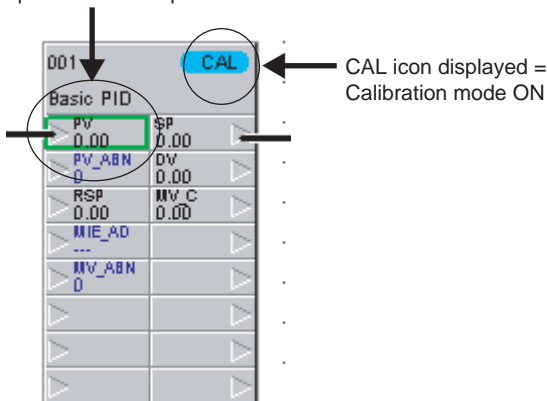 001 CAL
Basic PID
PV SP
0.00 0.00
PV_ABN DV
0 0.00
RSP MV_C
0.00 0.00
MIE_AD
---
MV_ABN
0
CAL icon displayed =
Calibration mode ON